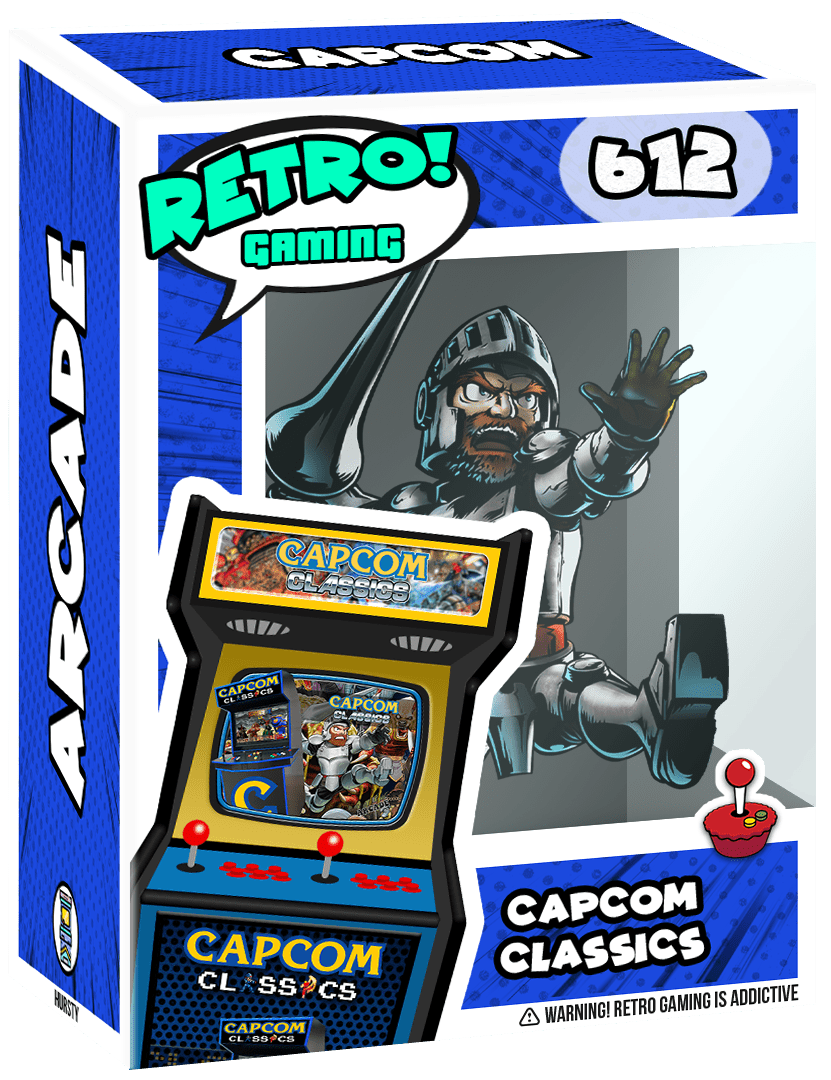 CAPCOM
RETRO!
GAMING
612
ARCADE
CAPCOM
CLASSICS
CAPCOM
CLASSICS
CAPCOM
CLASSICS
C
CAPCOM
CLASSICS
CAPCOM
CLASSICS
CAPCOM
CLASSICS
WARNING! RETRO GAMING IS ADDICTIVE
HURSTY